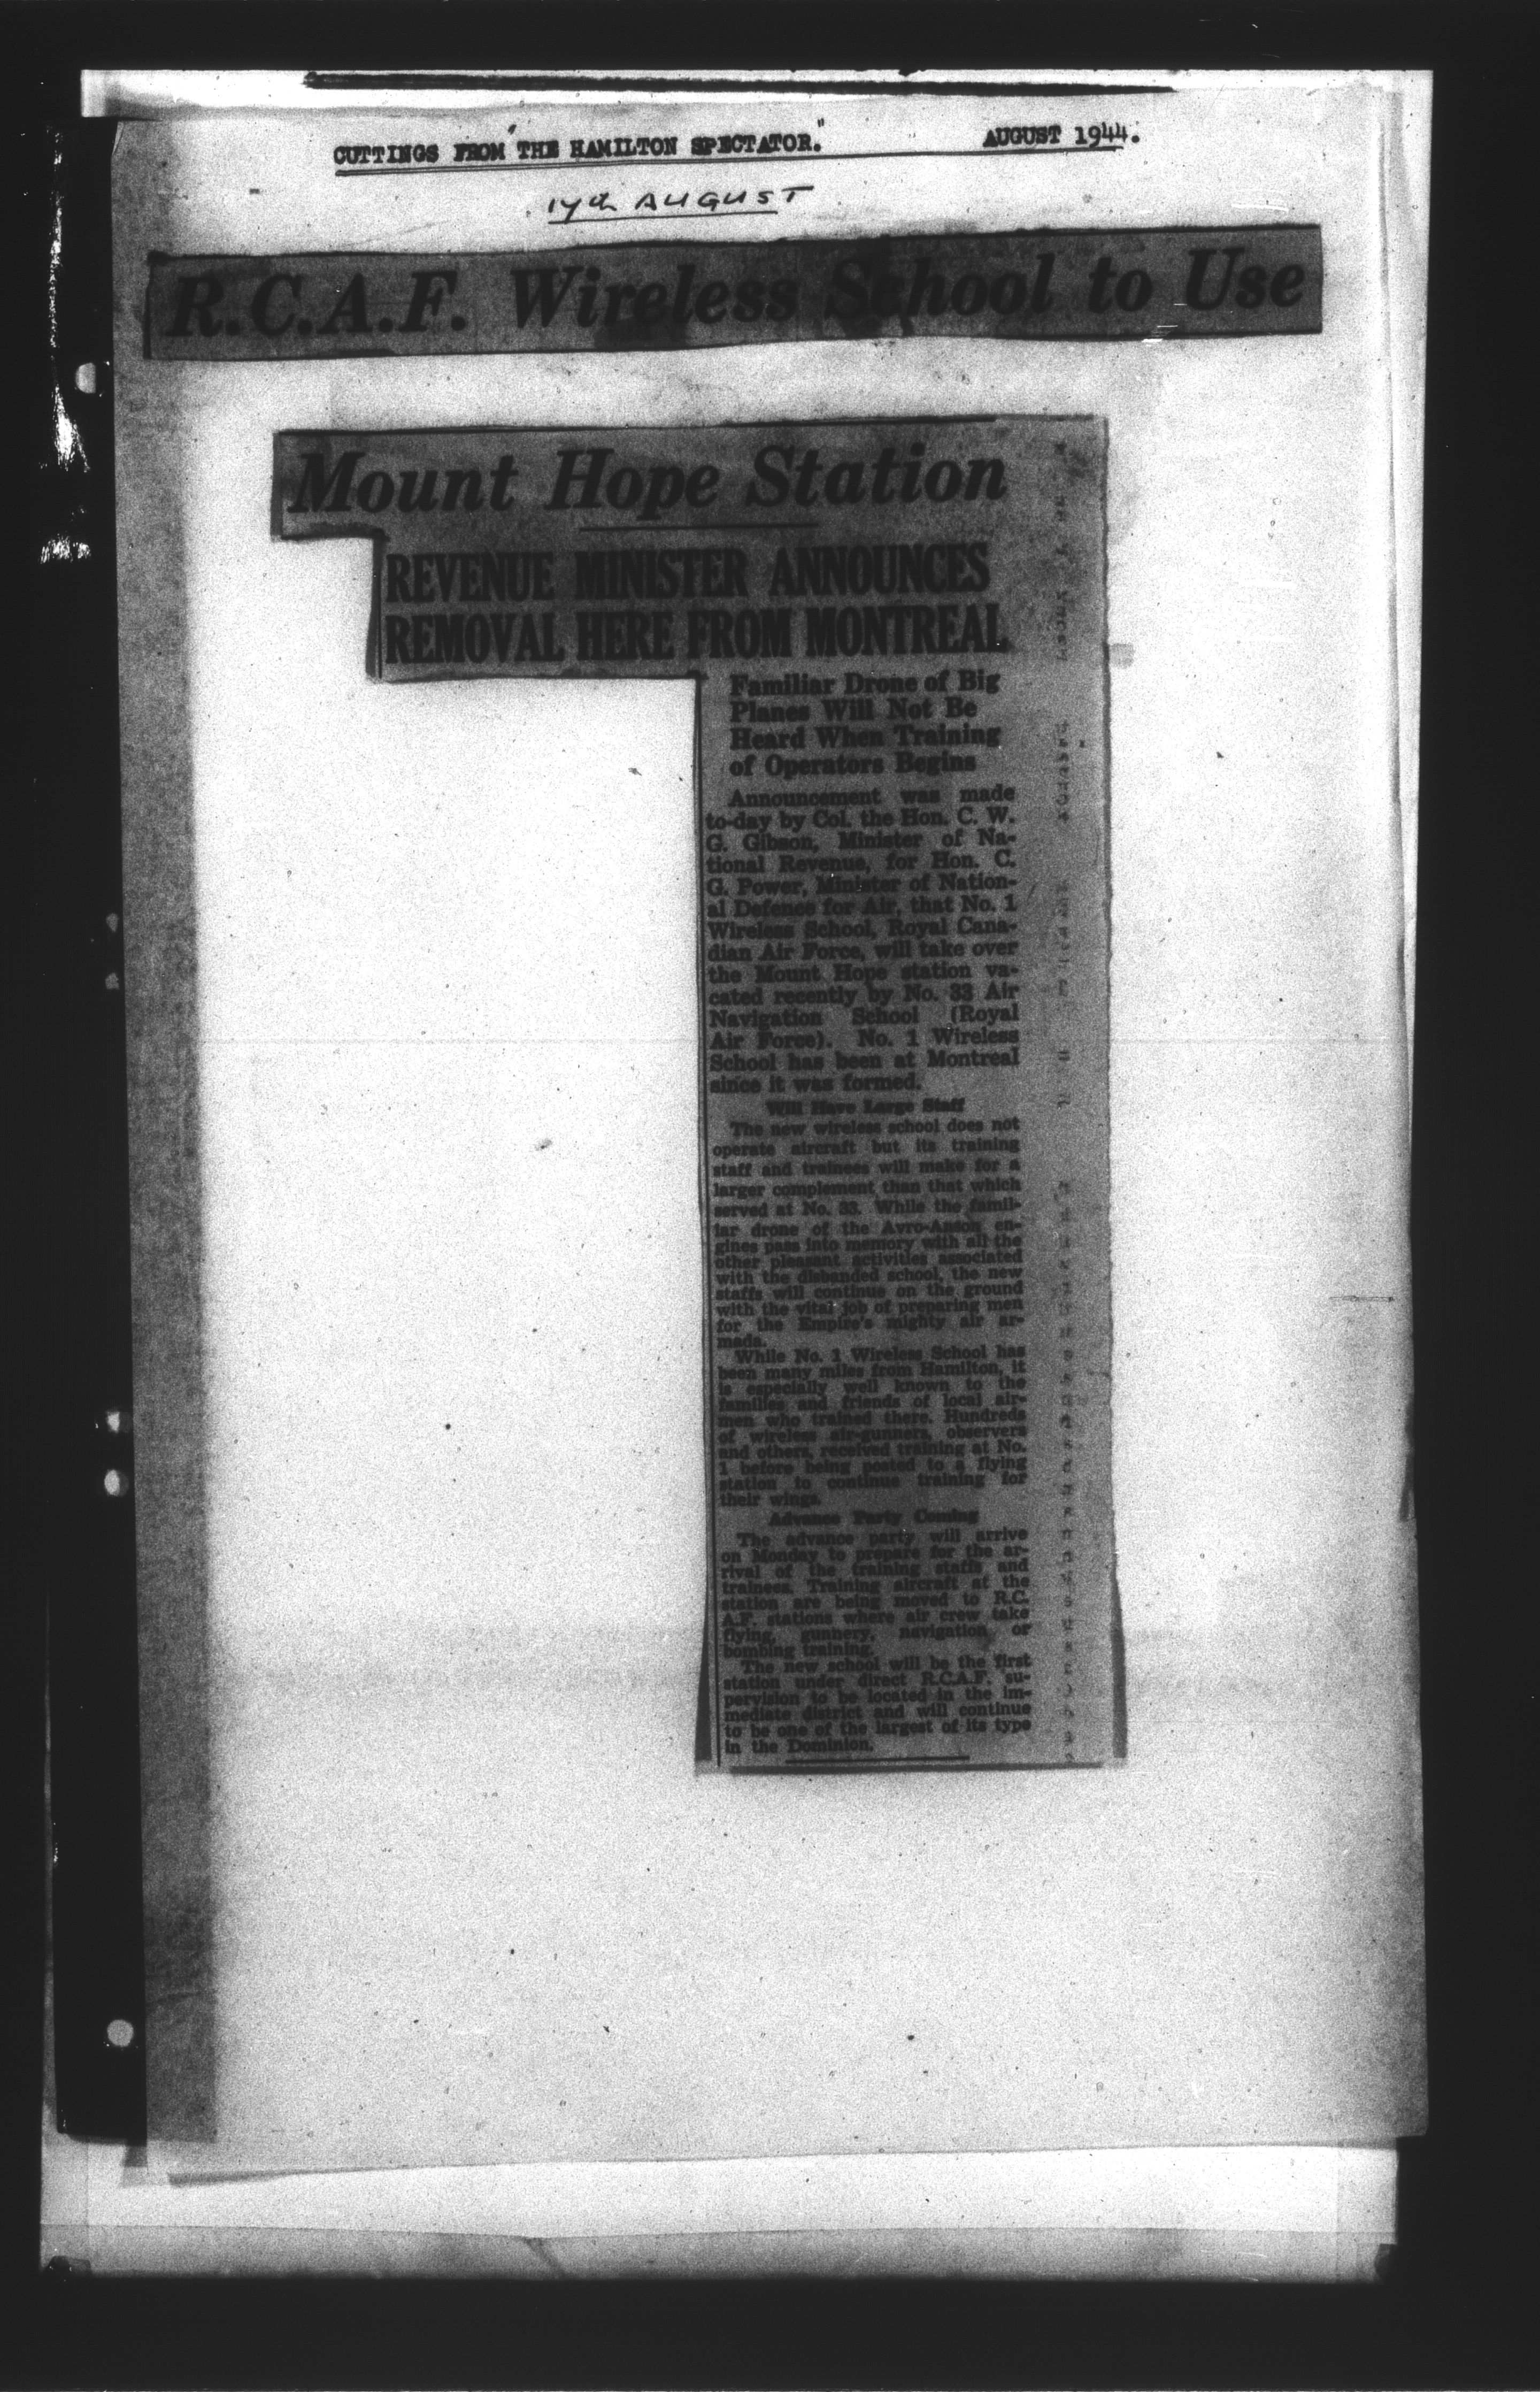 CUTTINGS FROM "THE HAMILTON SPECTATOR." AUGUST 1944.
17th AUGUST
R.C.A.F. Wireless School to Use
Mount Hope Station
REVENUE MINISTER ANNOUNCES
REMOVAL HERE FROM MONTREAL
Familiar Drone of Big
Planes Will Not Be
Heard When Training
of Operators Begins
Announcement was made
to-day by Col. the Hon. C. W.
G. Gibson, Minister of Na-
tional Revenue, for Hon. C.
G. Power, Minister of Nation-
al Defence for Air, that No. 1
Wireless School, Royal Cana-
dian Air Force, will take over
the Mount Hope station va-
cated recently by No. 33 Air
Navigation School (Royal
Air Force). No. 1 Wireless
School has been at Montreal
since it was formed.
Will Have Large Staff
The new wireless school does not
operate aircraft but its training
staff and trainees will make for a
larger complement than that which
served at No. 33. While the famil-
iar drone of the Avro-Anson en-
gines pass into memory with all the
other pleasant activities associated
with the disbanded school, the new
staffs will continue on the ground
with the vital job of preparing men
for the Empire's mighty air ar-
mada.
While No. 1 Wireless School has
been many miles from Hamilton, it
is especially well known to the
families and friends of local air-
men who trained there. Hundreds
of wireless air-gunners, observers
and others, received training at No.
1 before being posted to a flying
station to continue training for
their wings.
Advance Party Coming
The advance party will arrive
on Monday to prepare for the ar-
rival of the training staffs and
trainees. Training aircraft at the
station are being moved to R.C.
A.F. stations where air crew take
flying, gunnery, navigation or
bombing training.
The new school will be the first
station under direct R.C.A.F. su-
pervision to be located in the im-
mediate district and will continue
to be one of the largest of its type
in the Dominion.